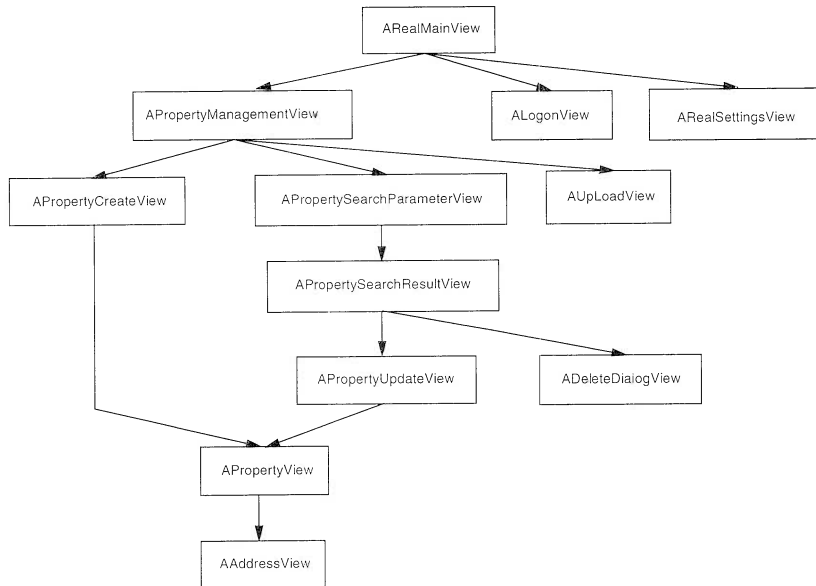 ARealMainView
APropertyManagementView
ALogonView
ARealSettingsView
APropertyCreateView
APropertySearchParameterView
AUpLoadView
APropertySearchResultView
APropertyUpdateView
ADeleteDialogView
APropertyView
AAddressView